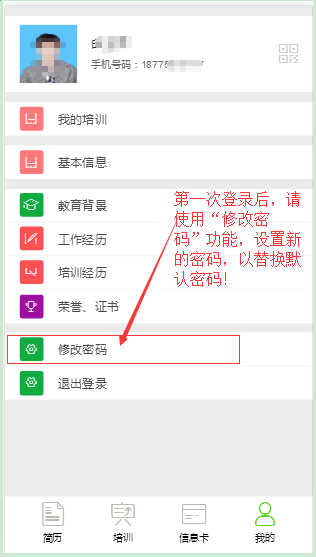 手机号码：18775
我的培训
基本信息
教育背景
工作经历
培训经历
荣誉、证书
修改密码
退出登录
第一次登录后，请
使用“修改密
码”功能，设置新
的密码，以替换默
认密码！
简历
培训
信息卡
我的